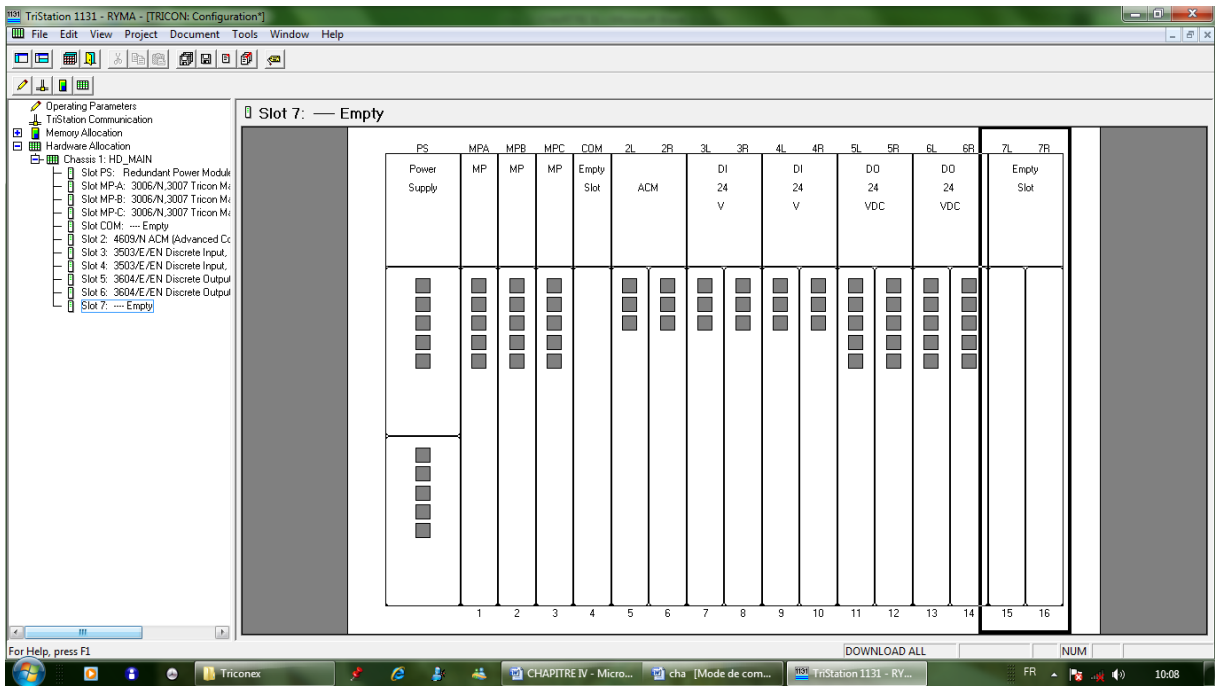 TriStation 1131 - RYMA - [TRICON: Configuration*]
File Edit View Project Document Tools Window Help
Operating Parameters
TriStation Communication
Memory Allocation
Hardware Allocation
Chassis 1: HD_MAIN
Slot PS: Redundant Power Module
Slot MP-A: 3006/N,3007 Tricon Ma
Slot MP-B: 3006/N,3007 Tricon Ma
Slot MP-C: 3006/N,3007 Tricon Ma
Slot COM: ---- Empty
Slot 2: 4609/N ACM (Advanced Co
Slot 3: 3503/E/EN Discrete Input,
Slot 4: 3503/E/EN Discrete Input,
Slot 5: 3604/E/EN Discrete Output
Slot 6: 3604/E/EN Discrete Output
Slot 7: ---- Empty
Slot 7: ---- Empty
PS MPA MPB MPC COM 2L 2R 3L 3R 4L 4R 5L 5R 6L 6R 7L 7R
Power MP MP MP Empty DI DI DO DO Empty
Supply Slot ACM 24 24 24 24 Slot
V V VDC VDC
1 2 3 4 5 6 7 8 9 10 11 12 13 14 15 16
For Help, press F1
DOWNLOAD ALL
NUM
Triconex
CHAPITRE IV - Micro...
cha [Mode de com...
TriStation 1131 - RY...
FR
10:08